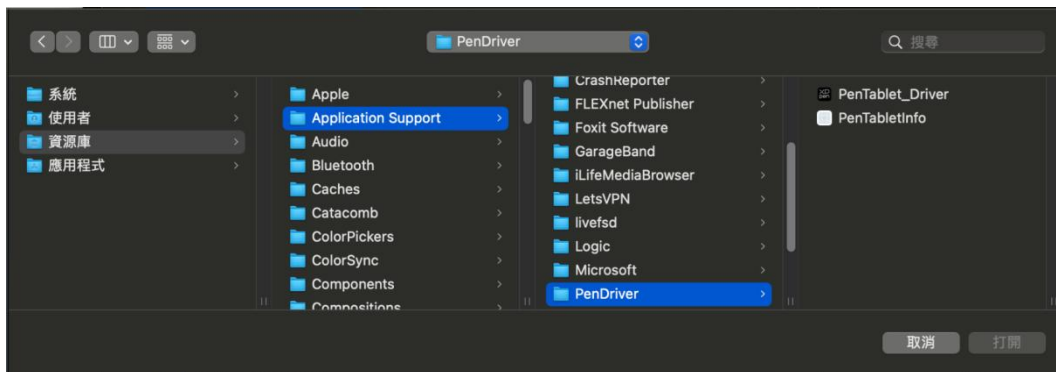 PenDriver
搜尋
系統
使用者
資源庫
應用程式
Apple
Application Support
Audio
Bluetooth
Caches
Catacomb
ColorPickers
ColorSync
Components
Compositions
CrashReporter
FLEXnet Publisher
Foxit Software
GarageBand
iLifeMediaBrowser
LetsVPN
livefsd
Logic
Microsoft
PenDriver
PenTablet_Driver
PenTabletInfo
取消
打開